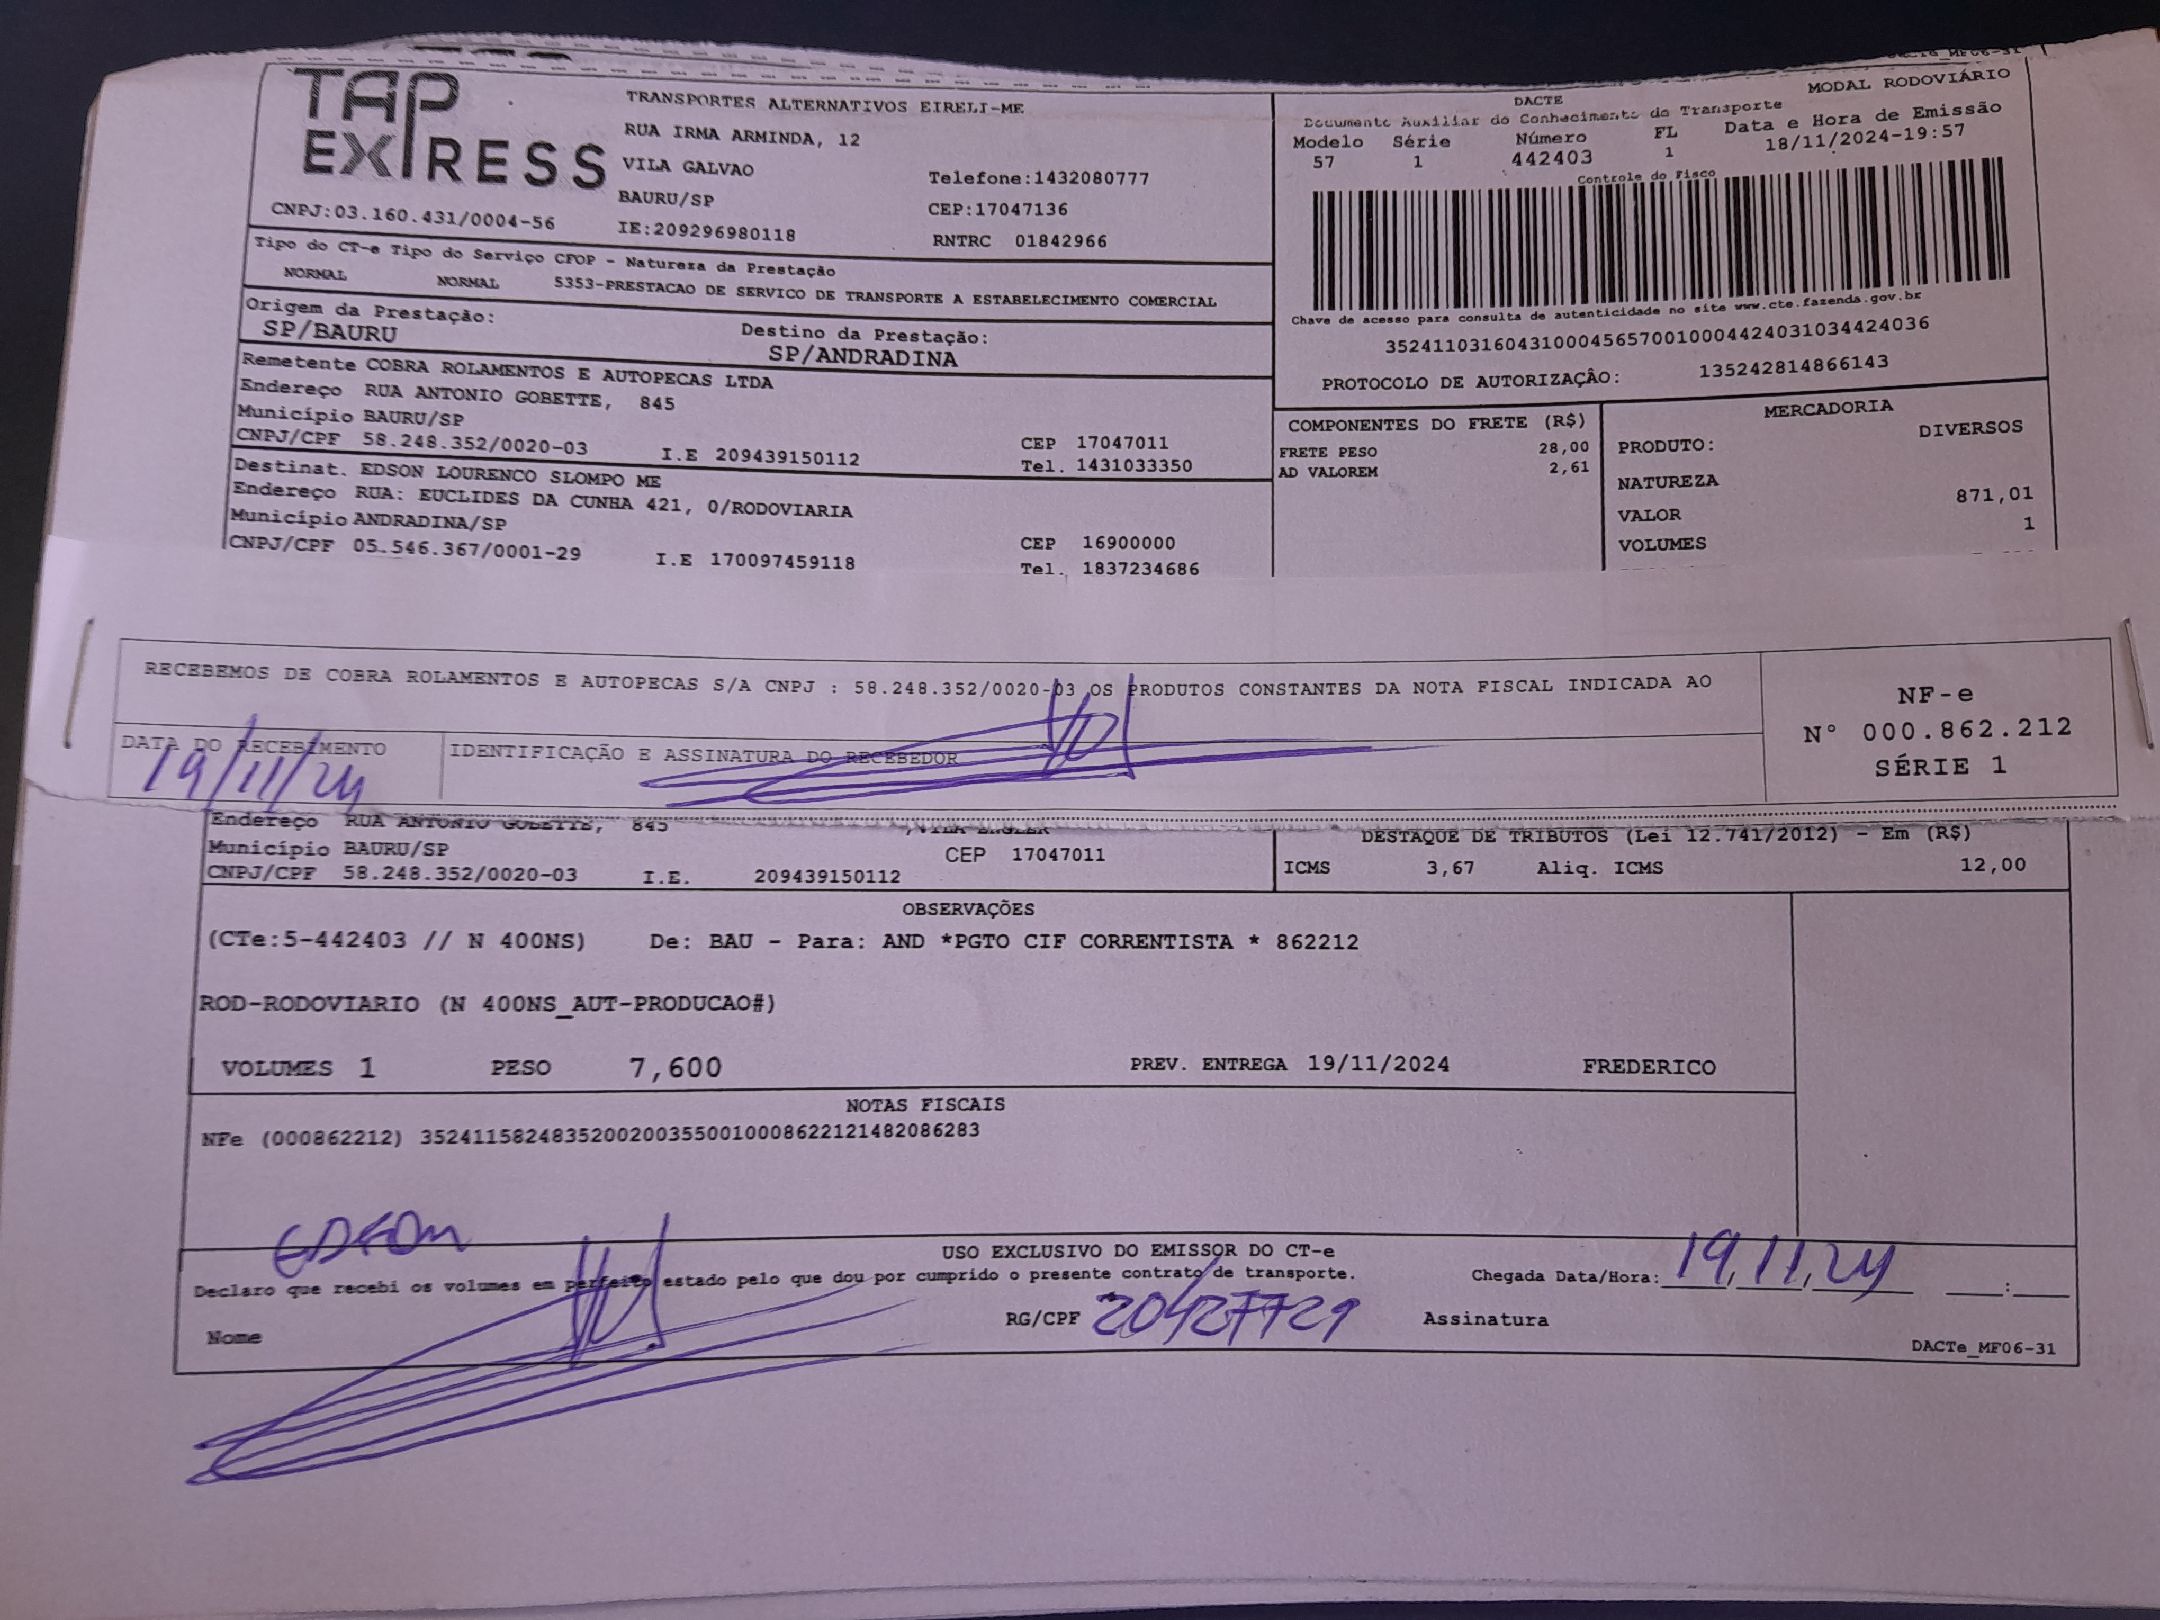 TAP EXPRESS
TRANSPORTES ALTERNATIVOS EIRELI-ME
RUA IRMA ARMINDA, 12
VILA GALVAO
Telefone:1432080777
BAURU/SP
CEP:17047136
CNPJ:03.160.431/0004-56
IE:209296980118
RNTRC 01842966
MODAL RODOVIÁRIO
DACTE
Documento Auxiliar do Conhecimento do Transporte
Modelo Série Número FL Data e Hora de Emissão
57 1 442403 1 18/11/2024-19:57
Controle do Fisco
Chave de acesso para consulta de autenticidade no site www.cte.fazenda.gov.br
35241103160431000456570010004424031034424036
PROTOCOLO DE AUTORIZAÇÂO: 135242814866143
Tipo do CT-e Tipo do Serviço CFOP - Natureza da Prestação
NORMAL NORMAL 5353-PRESTACAO DE SERVICO DE TRANSPORTE A ESTABELECIMENTO COMERCIAL
Origem da Prestação: Destino da Prestação:
SP/BAURU SP/ANDRADINA
Remetente COBRA ROLAMENTOS E AUTOPECAS LTDA
Endereço RUA ANTONIO GOBETTE, 845
Município BAURU/SP CEP 17047011
CNPJ/CPF 58.248.352/0020-03 I.E 209439150112 Tel. 1431033350
Destinat. EDSON LOURENCO SLOMPO ME
Endereço RUA: EUCLIDES DA CUNHA 421, 0/RODOVIARIA
Município ANDRADINA/SP CEP 16900000
CNPJ/CPF 05.546.367/0001-29 I.E 170097459118 Tel. 1837234686
COMPONENTES DO FRETE (R$)
FRETE PESO 28,00
AD VALOREM 2,61
MERCADORIA
PRODUTO: DIVERSOS
NATUREZA
VALOR 871,01
VOLUMES 1
RECEBEMOS DE COBRA ROLAMENTOS E AUTOPECAS S/A CNPJ : 58.248.352/0020-03 OS PRODUTOS CONSTANTES DA NOTA FISCAL INDICADA AO
DATA DO RECEBIMENTO
19/11/24
IDENTIFICAÇÃO E ASSINATURA DO RECEBEDOR
NF-e
N° 000.862.212
SÉRIE 1
Endereço RUA ANTONIO GOBETTE, 845
Município BAURU/SP CEP 17047011
CNPJ/CPF 58.248.352/0020-03 I.E. 209439150112
DESTAQUE DE TRIBUTOS (Lei 12.741/2012) - Em (R$)
ICMS 3,67 Aliq. ICMS 12,00
OBSERVAÇÕES
(CTe:5-442403 // N 400NS) De: BAU - Para: AND *PGTO CIF CORRENTISTA * 862212
ROD-RODOVIARIO (N 400NS_AUT-PRODUCAO#)
VOLUMES 1 PESO 7,600 PREV. ENTREGA 19/11/2024 FREDERICO
NOTAS FISCAIS
NFe (000862212) 35241158248352002003550010008622121482086283
EDSON
USO EXCLUSIVO DO EMISSOR DO CT-e
Declaro que recebi os volumes em perfeito estado pelo que dou por cumprido o presente contrato de transporte.
Chegada Data/Hora: 19,11,24 :
Nome
RG/CPF 20427729
Assinatura
DACTe_MF06-31